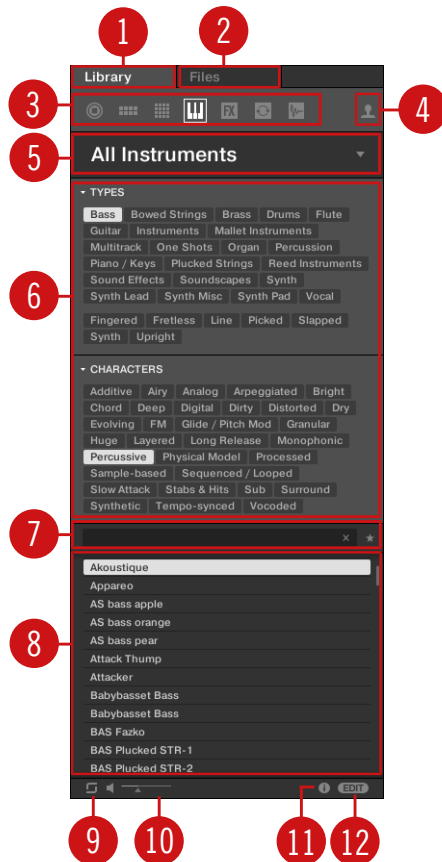 1
2
Library Files
3
FX
4
5
All Instruments
TYPES
Bass Bowed Strings Brass Drums Flute
Guitar Instruments Mallet Instruments
Multitrack One Shots Organ Percussion
Piano / Keys Plucked Strings Reed Instruments
6
Sound Effects Soundscapes Synth
Synth Lead Synth Misc Synth Pad Vocal
Fingered Fretless Line Picked Slapped
Synth Upright
CHARACTERS
Additive Airy Analog Arpeggiated Bright
Chord Deep Digital Dirty Distorted Dry
Evolving FM Glide / Pitch Mod Granular
Huge Layered Long Release Monophonic
Percussive Physical Model Processed
Sample-based Sequenced / Looped
Slow Attack Stabs & Hits Sub Surround
Synthetic Tempo-synced Vocoded
7
Akoustique
Appareo
AS bass apple
AS bass orange
8
AS bass pear
Attack Thump
Attacker
Babybasset Bass
Babybasset Bass
BAS Fazko
BAS Plucked STR-1
BAS Plucked STR-2
i EDIT
9 10 11 12